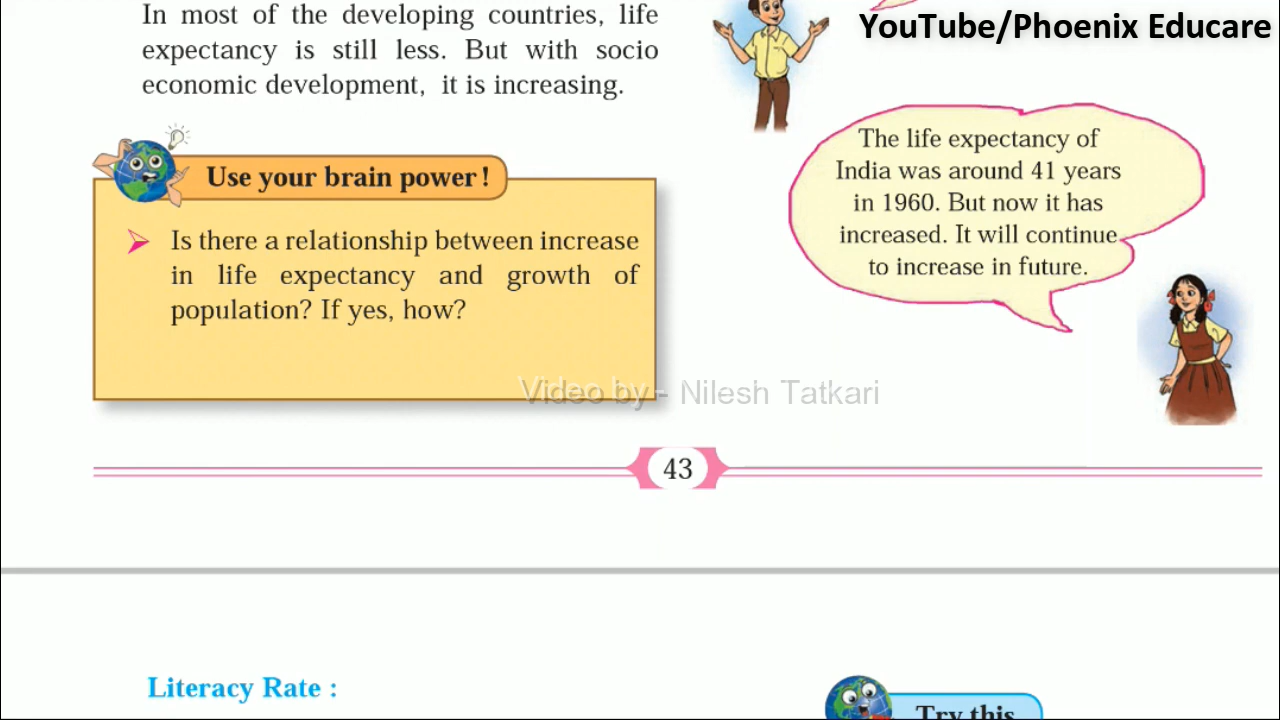 In most of the developing countries, life
expectancy is still less. But with socio
economic development, it is increasing.
YouTube/Phoenix Educare
The life expectancy of
India was around 41 years
in 1960. But now it has
increased. It will continue
to increase in future.
Use your brain power!
Is there a relationship between increase
in life expectancy and growth of
population? If yes, how?
Video by - Nilesh Tatkari
43
Literacy Rate :
Try this